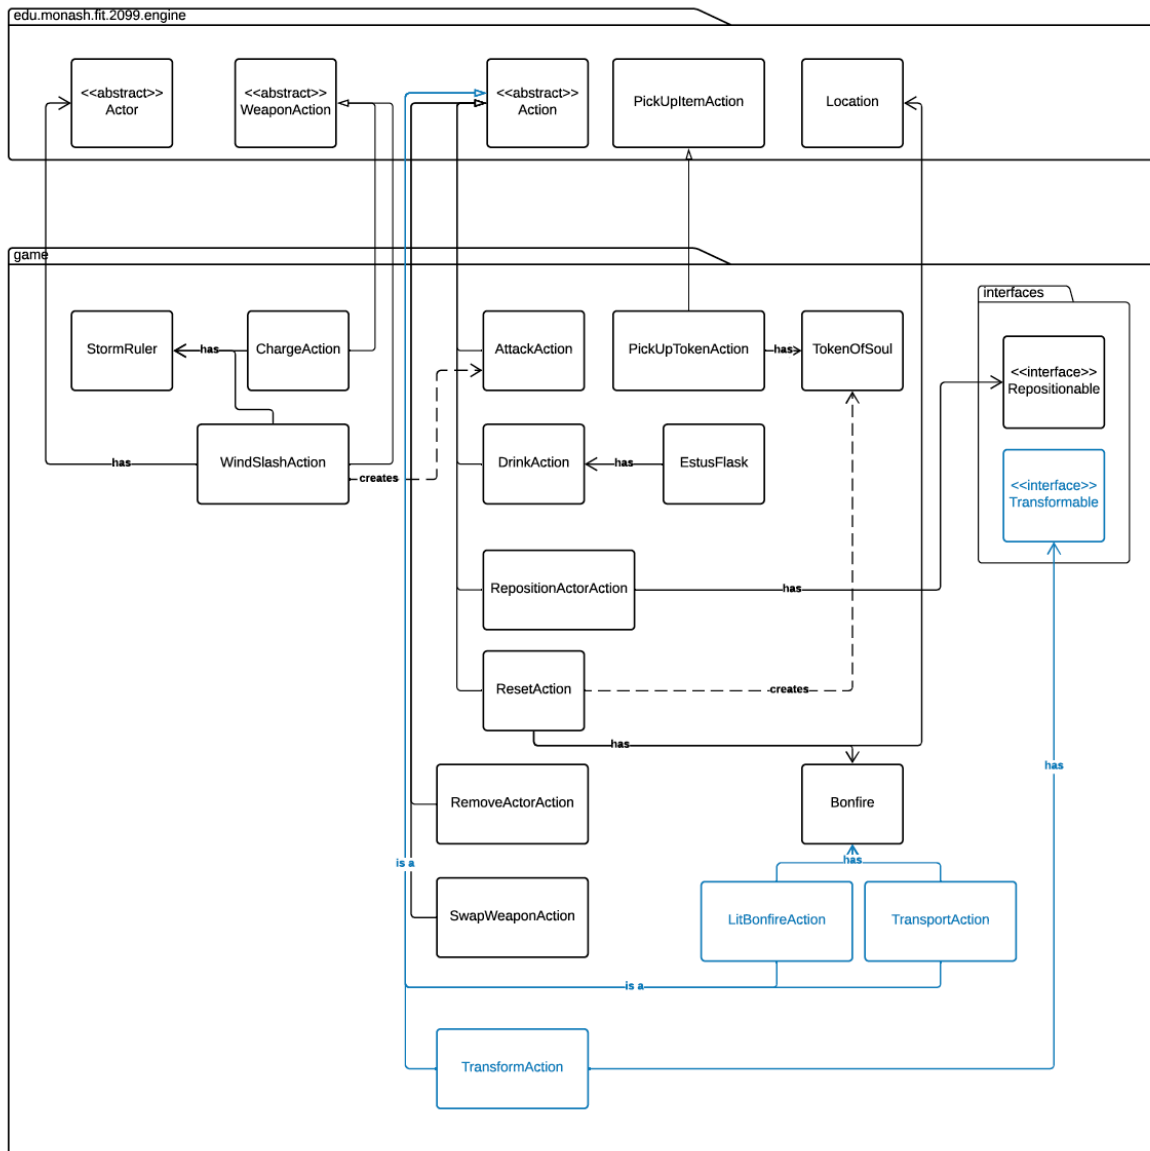 edu.monash.fit.2099.engine
<<abstract>>
Actor
<<abstract>>
WeaponAction
<<abstract>>
Action
PickUpItemAction
Location
game
interfaces
StormRuler
has
ChargeAction
AttackAction
PickUpTokenAction
has
TokenOfSoul
<<interface>>
Repositionable
has
WindSlashAction
creates
DrinkAction
has
EstusFlask
<<interface>>
Transformable
RepositionActorAction
has
ResetAction
creates
has
has
RemoveActorAction
Bonfire
is a
has
SwapWeaponAction
LitBonfireAction
TransportAction
is a
TransformAction